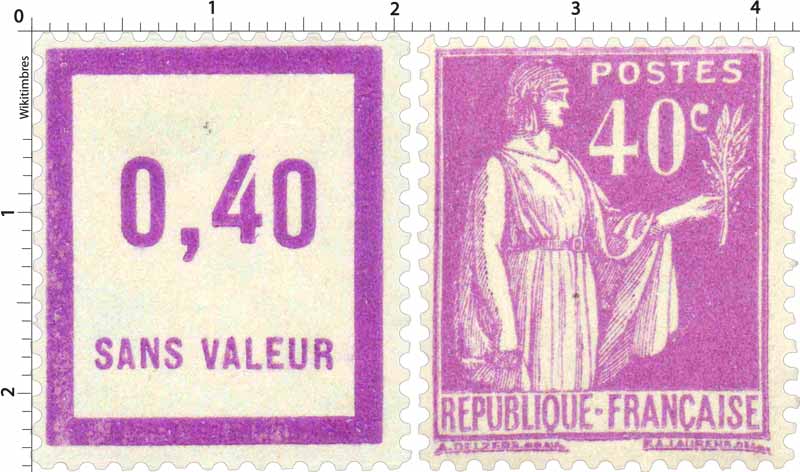 0 1 2 3 4
Wikitimbres
1
2
0,40
SANS VALEUR
POSTES
40c
REPUBLIQUE-FRANÇAISE